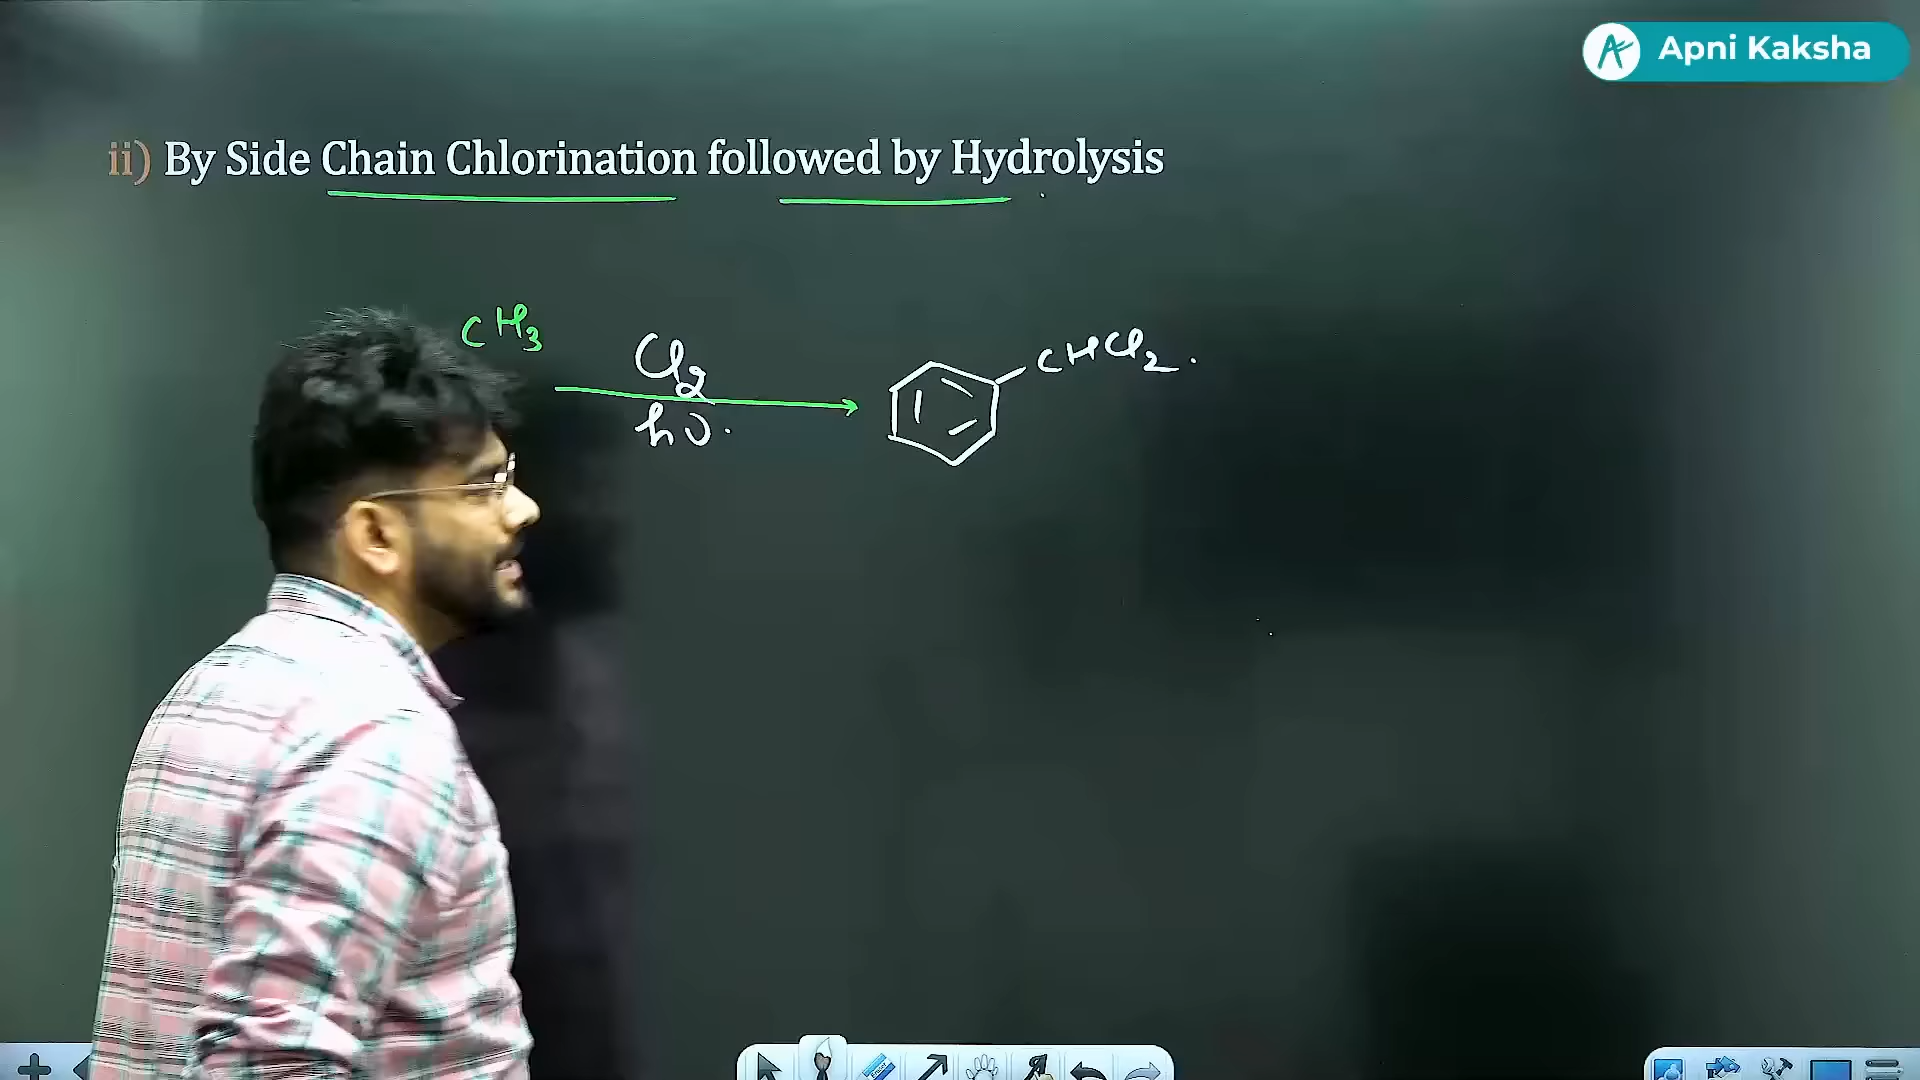 Apni Kaksha
ii) By Side Chain Chlorination followed by Hydrolysis
CH3
Cl2
hν.
CHCl2.